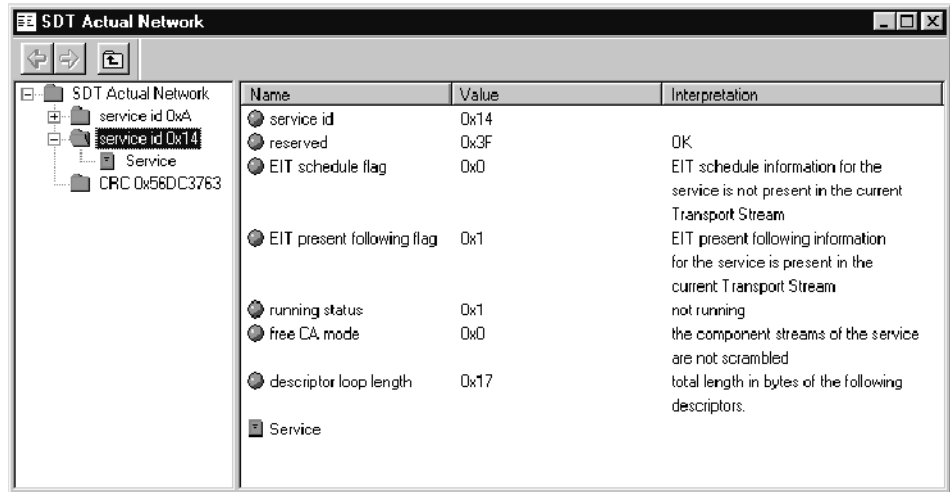 SDT Actual Network
SDT Actual Network
service id 0xA
service id 0x14
Service
CRC 0x56DC3763
Name Value Interpretation
service id 0x14
reserved 0x3F OK
EIT schedule flag 0x0 EIT schedule information for the
service is not present in the current
Transport Stream
EIT present following flag 0x1 EIT present following information
for the service is present in the
current Transport Stream
running status 0x1 not running
free CA mode 0x0 the component streams of the service
are not scrambled
descriptor loop length 0x17 total length in bytes of the following
descriptors.
Service